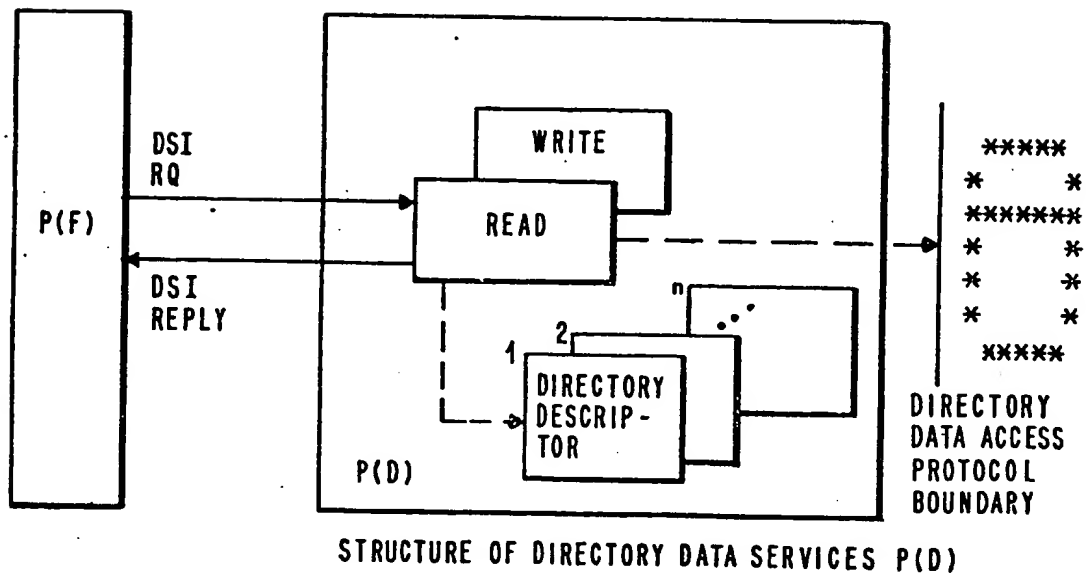 DSI
RQ
P(F)
DSI
REPLY
WRITE
READ
1
2
n
DIRECTORY
DESCRIP-
TOR
P(D)
*****
* *
*******
* *
* *
* *
*****
DIRECTORY
DATA ACCESS
PROTOCOL
BOUNDARY
STRUCTURE OF DIRECTORY DATA SERVICES P(D)